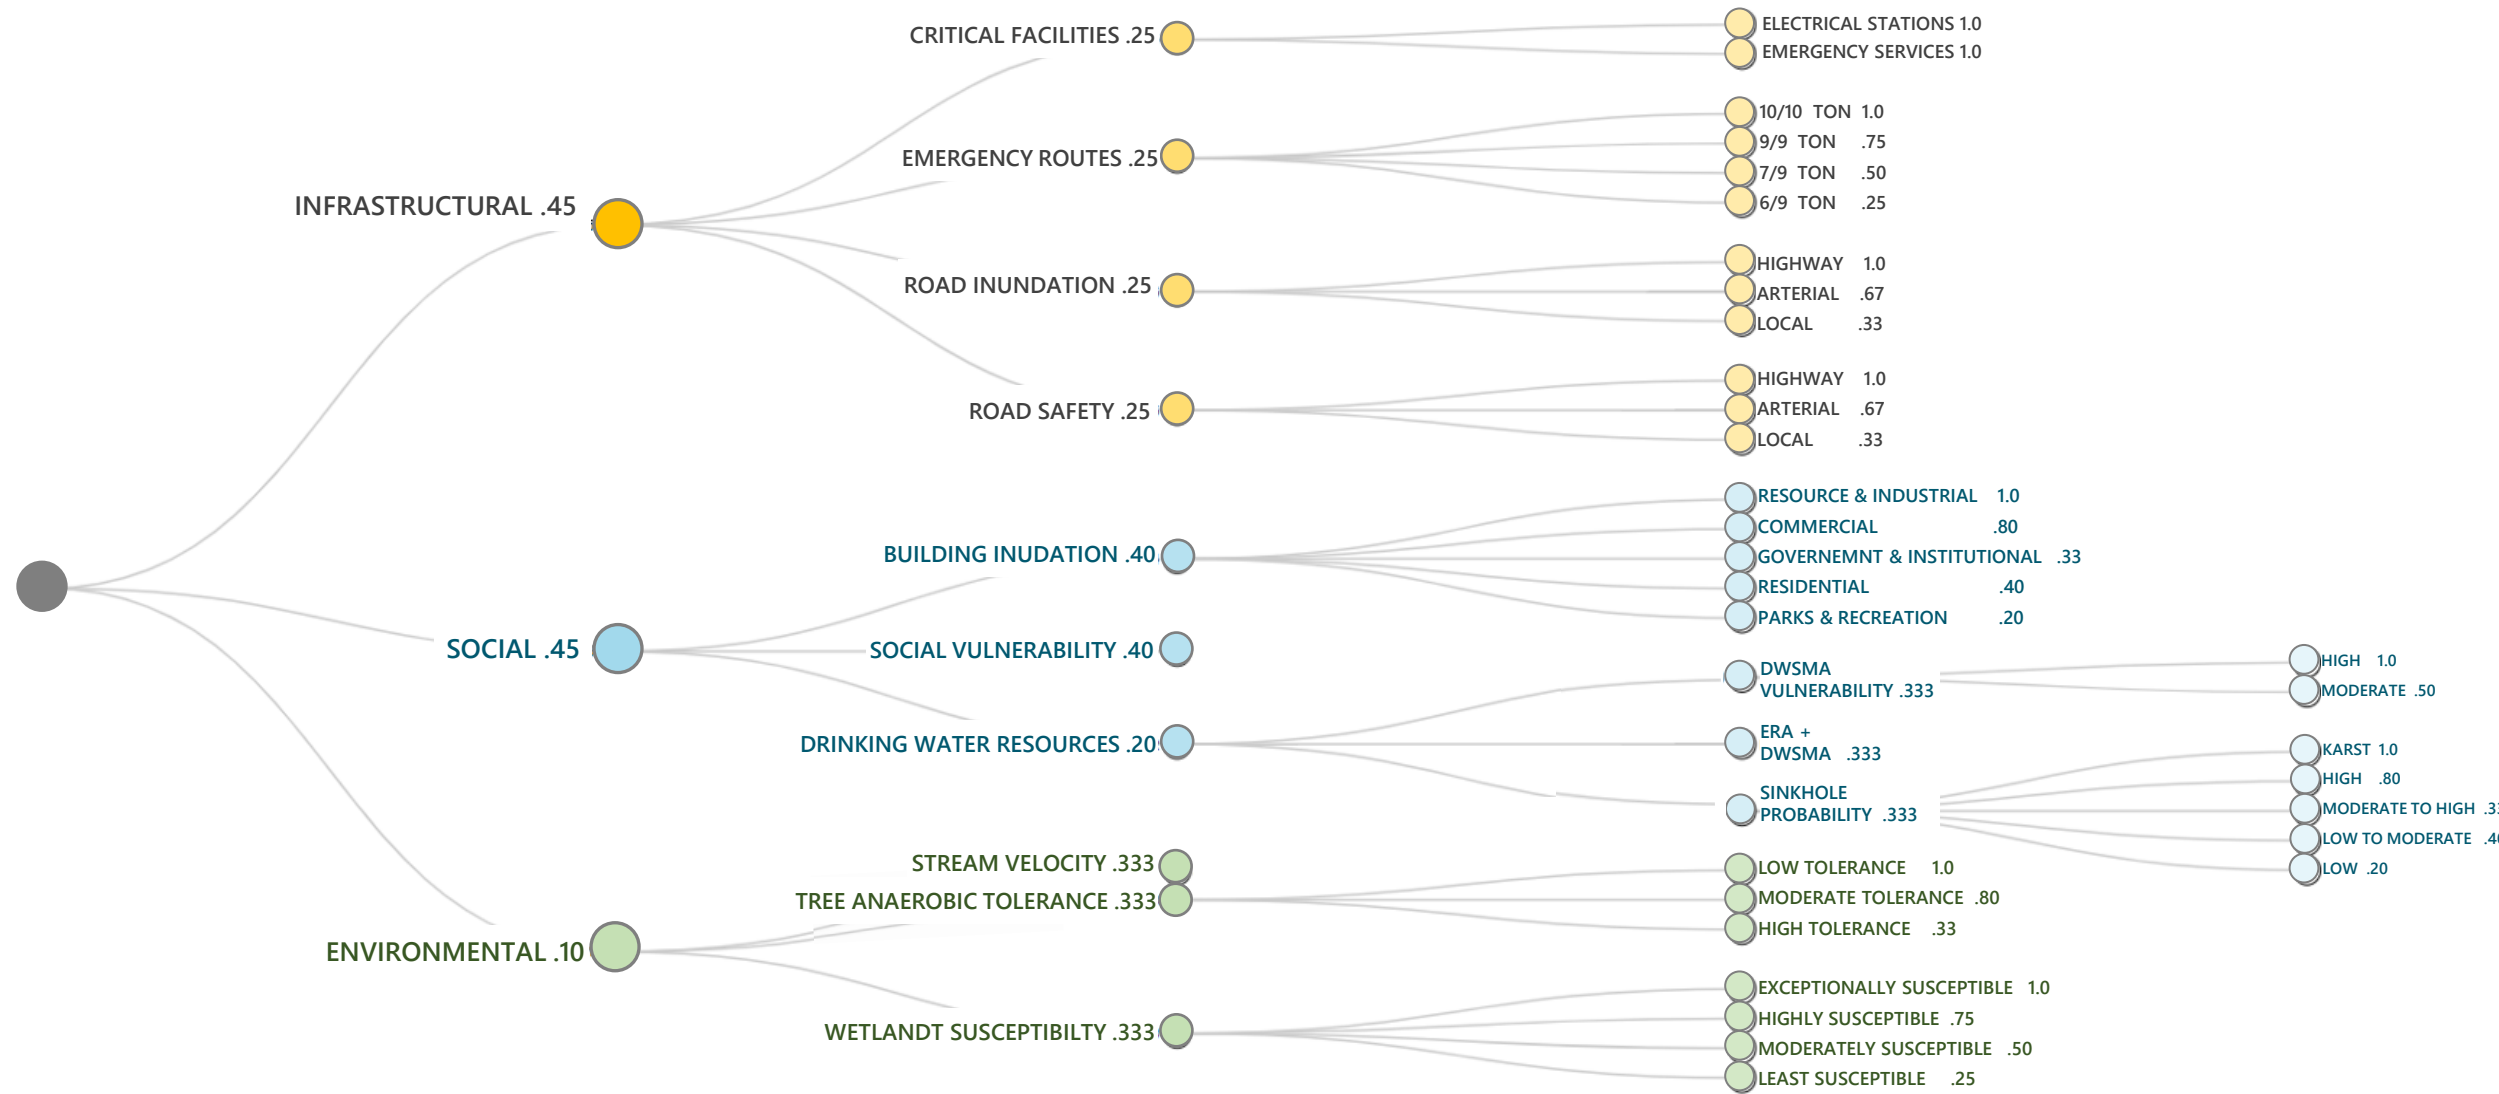 CRITICAL FACILITIES .25
ELECTRICAL STATIONS 1.0
EMERGENCY SERVICES 1.0
EMERGENCY ROUTES .25
10/10 TON 1.0
9/9 TON .75
7/9 TON .50
6/9 TON .25
INFRASTRUCTURAL .45
ROAD INUNDATION .25
HIGHWAY 1.0
ARTERIAL .67
LOCAL .33
ROAD SAFETY .25
HIGHWAY 1.0
ARTERIAL .67
LOCAL .33
BUILDING INUDATION .40
RESOURCE & INDUSTRIAL 1.0
COMMERCIAL .80
GOVERNEMNT & INSTITUTIONAL .33
RESIDENTIAL .40
PARKS & RECREATION .20
SOCIAL .45
SOCIAL VULNERABILITY .40
DRINKING WATER RESOURCES .20
DWSMA
VULNERABILITY .333
HIGH 1.0
MODERATE .50
ERA +
DWSMA .333
SINKHOLE
PROBABILITY .333
KARST 1.0
HIGH .80
MODERATE TO HIGH
LOW TO MODERATE
LOW .20
STREAM VELOCITY .333
TREE ANAEROBIC TOLERANCE .333
LOW TOLERANCE 1.0
MODERATE TOLERANCE .80
HIGH TOLERANCE .33
ENVIRONMENTAL .10
WETLANDT SUSCEPTIBILTY .333
EXCEPTIONALLY SUSCEPTIBLE 1.0
HIGHLY SUSCEPTIBLE .75
MODERATELY SUSCEPTIBLE .50
LEAST SUSCEPTIBLE .25